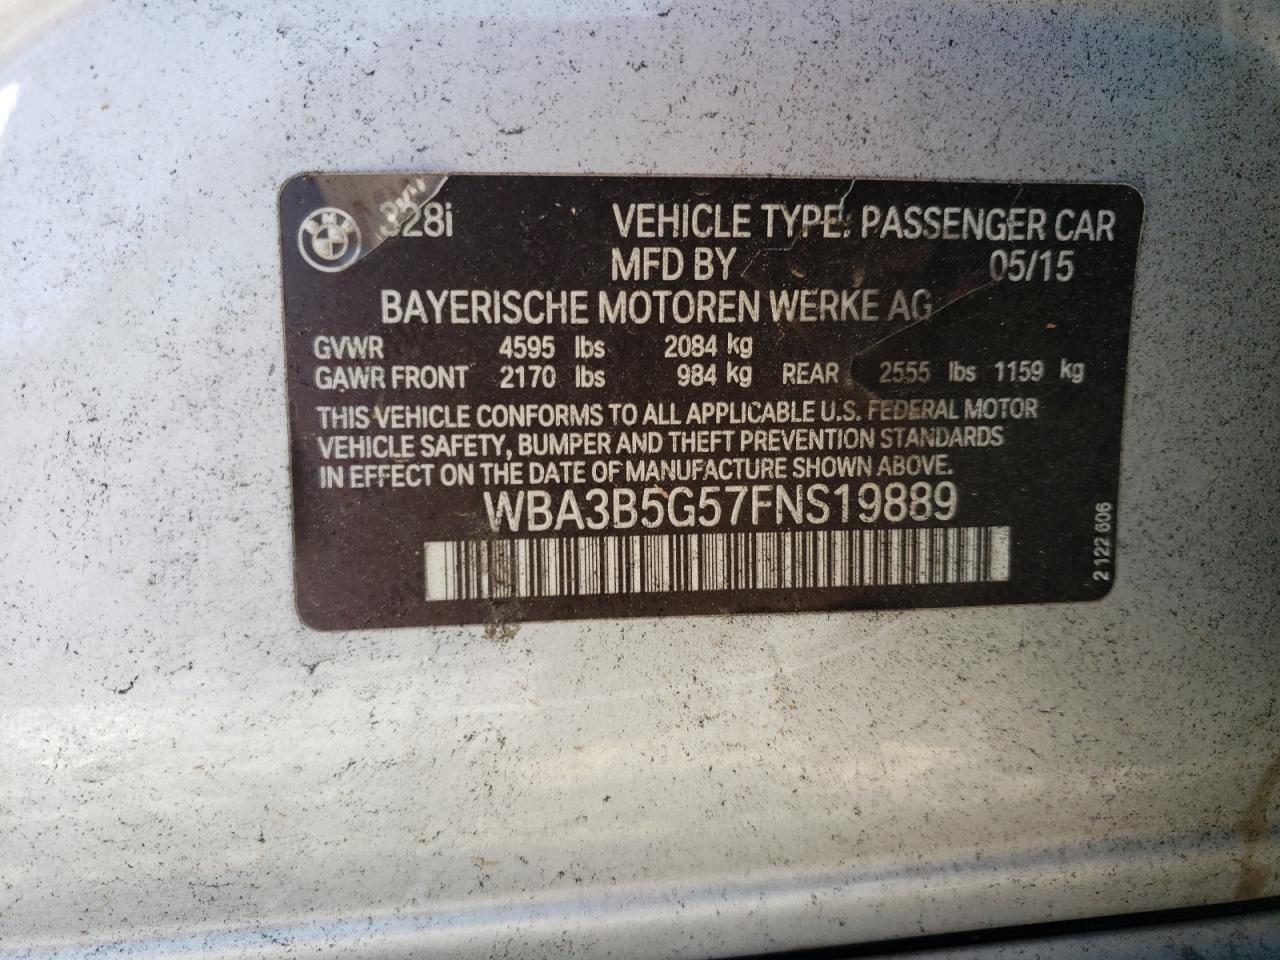 BMW
328i VEHICLE TYPE: PASSENGER CAR
MFD BY 05/15
BAYERISCHE MOTOREN WERKE AG
GVWR 4595 lbs 2084 kg
GAWR FRONT 2170 lbs 984 kg REAR 2555 lbs 1159 kg
THIS VEHICLE CONFORMS TO ALL APPLICABLE U.S. FEDERAL MOTOR
VEHICLE SAFETY, BUMPER AND THEFT PREVENTION STANDARDS
IN EFFECT ON THE DATE OF MANUFACTURE SHOWN ABOVE.
WBA3B5G57FNS19889
2 122 606